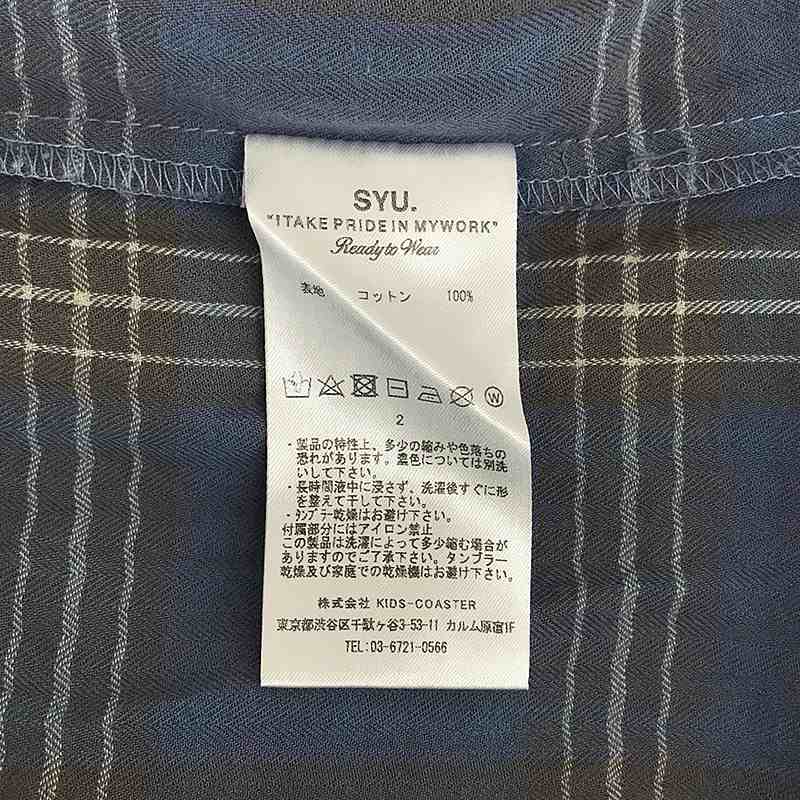 SYU.
"ITAKE PRIDE IN MYWORK"
Ready to Wear
表地 コットン 100%
W
2
・製品の特性上、多少の縮みや色落ちの
恐れがあります。濃色については別洗
いして下さい。
・長時間液中に浸さず、洗濯後すぐに形
を整えて干して下さい。
・タンブラー乾燥はお避け下さい。
付属部分にはアイロン禁止
この製品は洗濯によって多少縮む場合が
ありますのでご了承下さい。タンブラー
乾燥及び家庭での乾燥機はお避け下さい。
株式会社 KIDS-COASTER
東京都渋谷区千駄ヶ谷3-53-11 カルム原宿1F
TEL:03-6721-0566